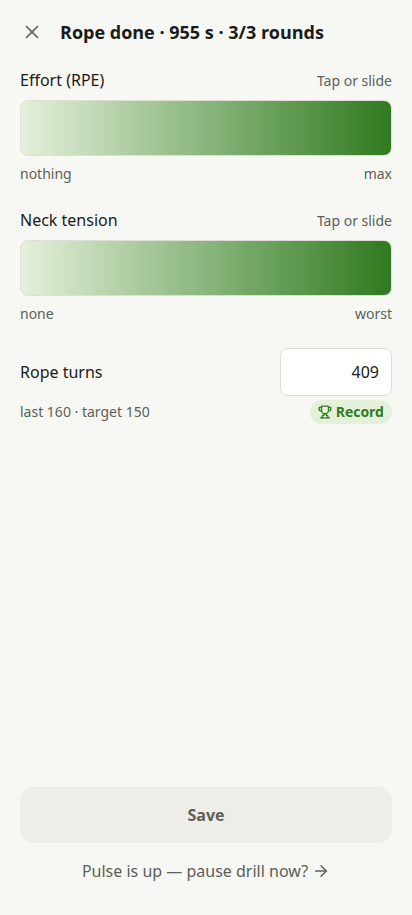 Rope done · 955 s · 3/3 rounds
Effort (RPE) Tap or slide
nothing max
Neck tension Tap or slide
none worst
Rope turns 409
last 160 · target 150 Record
Save
Pulse is up — pause drill now? →